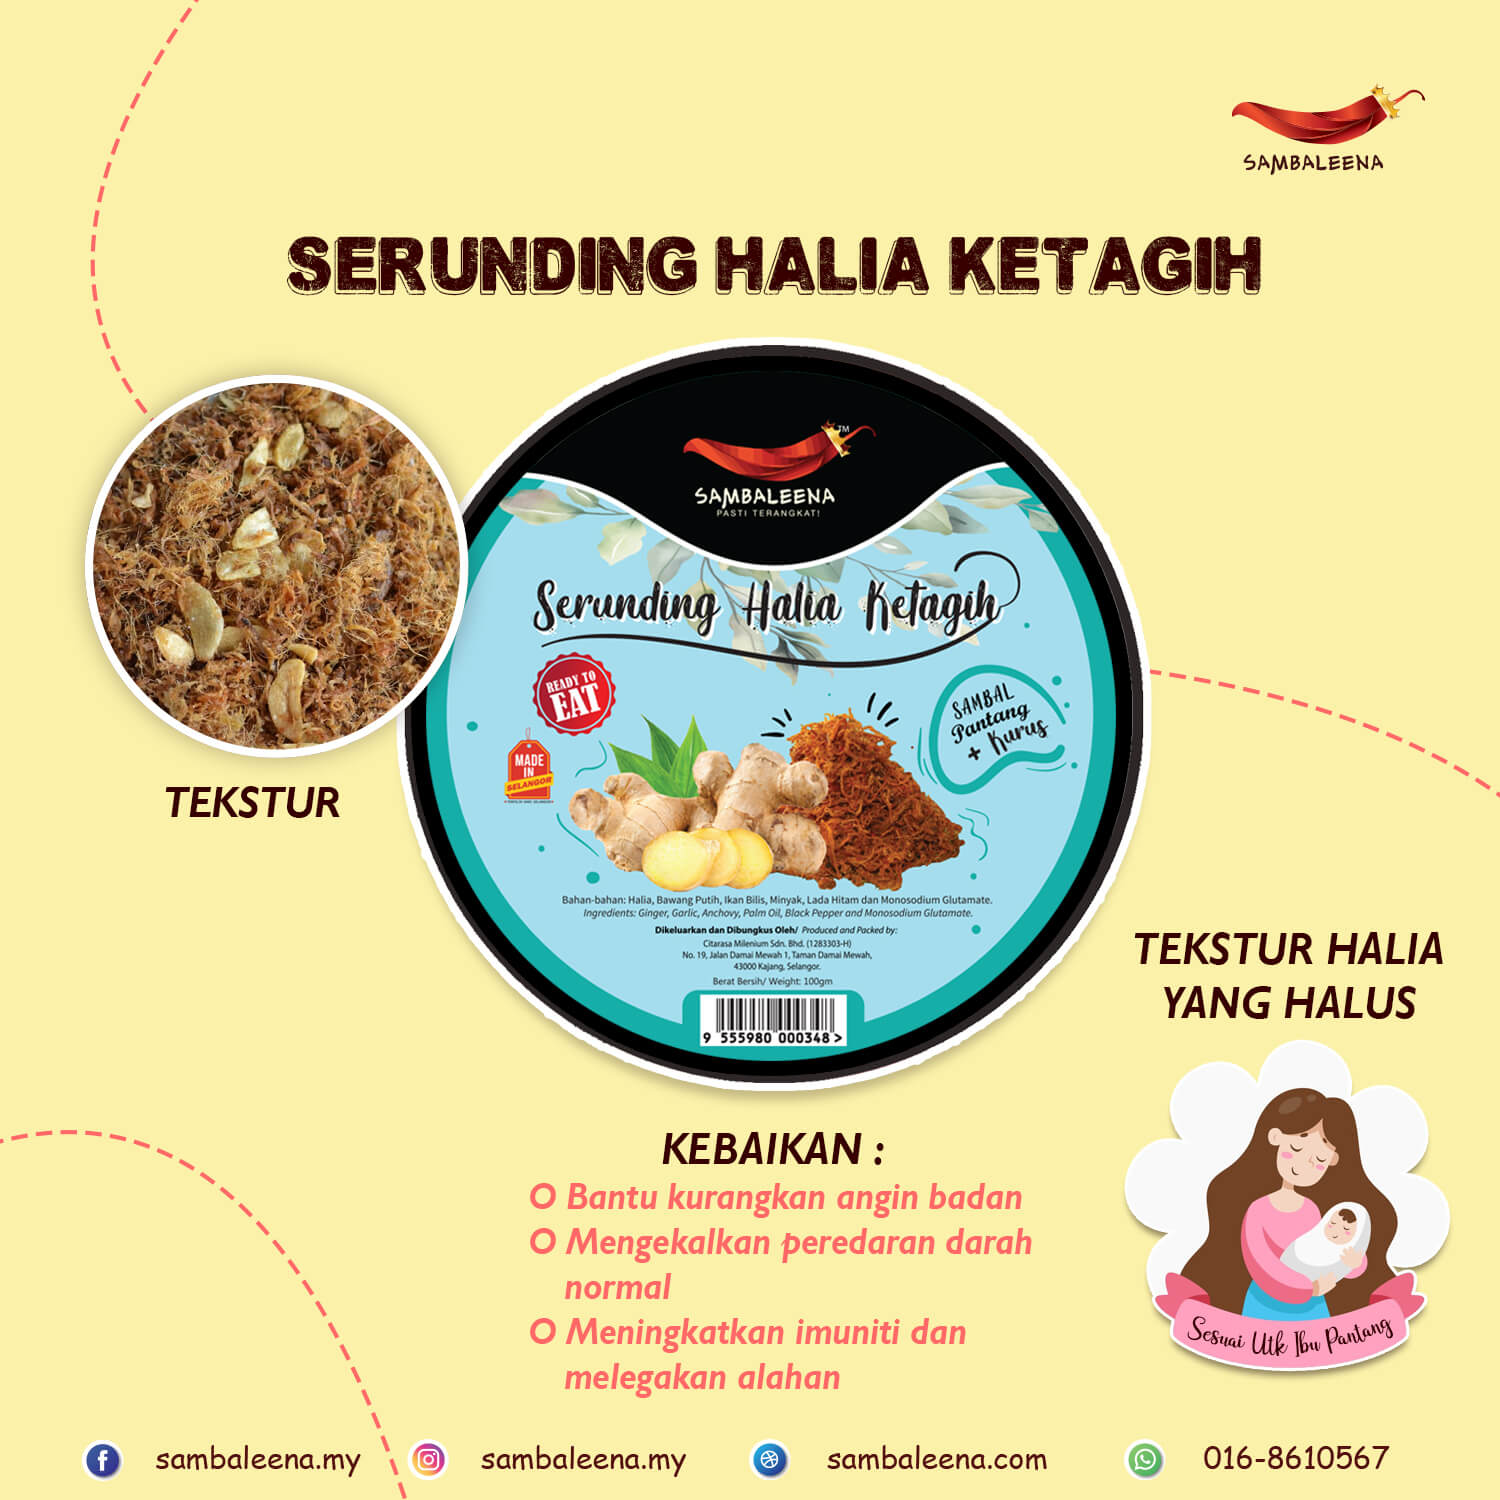 SAMBALEENA
SERUNDING HALIA KETAGIH
TM
SAMBALEENA
PASTI TERANGKAT!
Serunding Halia Ketagih
READY TO
EAT
MADE
IN
SELANGOR
SAMBAL
Pantang
+ Kurus
Bahan-bahan: Halia, Bawang Putih, Ikan Bilis, Minyak, Lada Hitam dan Monosodium Glutamate.
Ingredients: Ginger, Garlic, Anchovy, Palm Oil, Black Pepper and Monosodium Glutamate.
Dikeluarkan dan Dibungkus Oleh/ Produced and Packed by:
Citarasa Milenium Sdn. Bhd. (1283303-H)
No. 19, Jalan Damai Mewah 1, Taman Damai Mewah,
43000 Kajang, Selangor.
Berat Bersih/ Weight: 100gm
9 555980 000348 >
TEKSTUR
TEKSTUR HALIA
YANG HALUS
KEBAIKAN :
O Bantu kurangkan angin badan
O Mengekalkan peredaran darah
normal
O Meningkatkan imuniti dan
melegakan alahan
Sesuai Utk Ibu Pantang
sambaleena.my
sambaleena.my
sambaleena.com
016-8610567